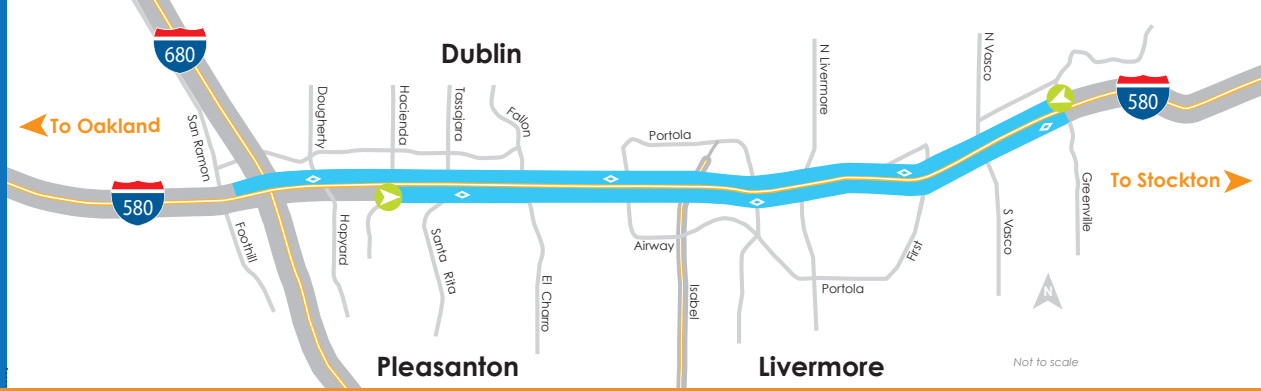 680
Dublin
N Livermore
N Vasco
580
To Oakland
San Ramon
Dougherty
Hacienda
Tassajara
Fallon
Portola
To Stockton
580
Foothill
Hopyard
Santa Rita
El Charro
Airway
Isabel
First
Portola
S Vasco
Greenville
N
Pleasanton
Livermore
Not to scale